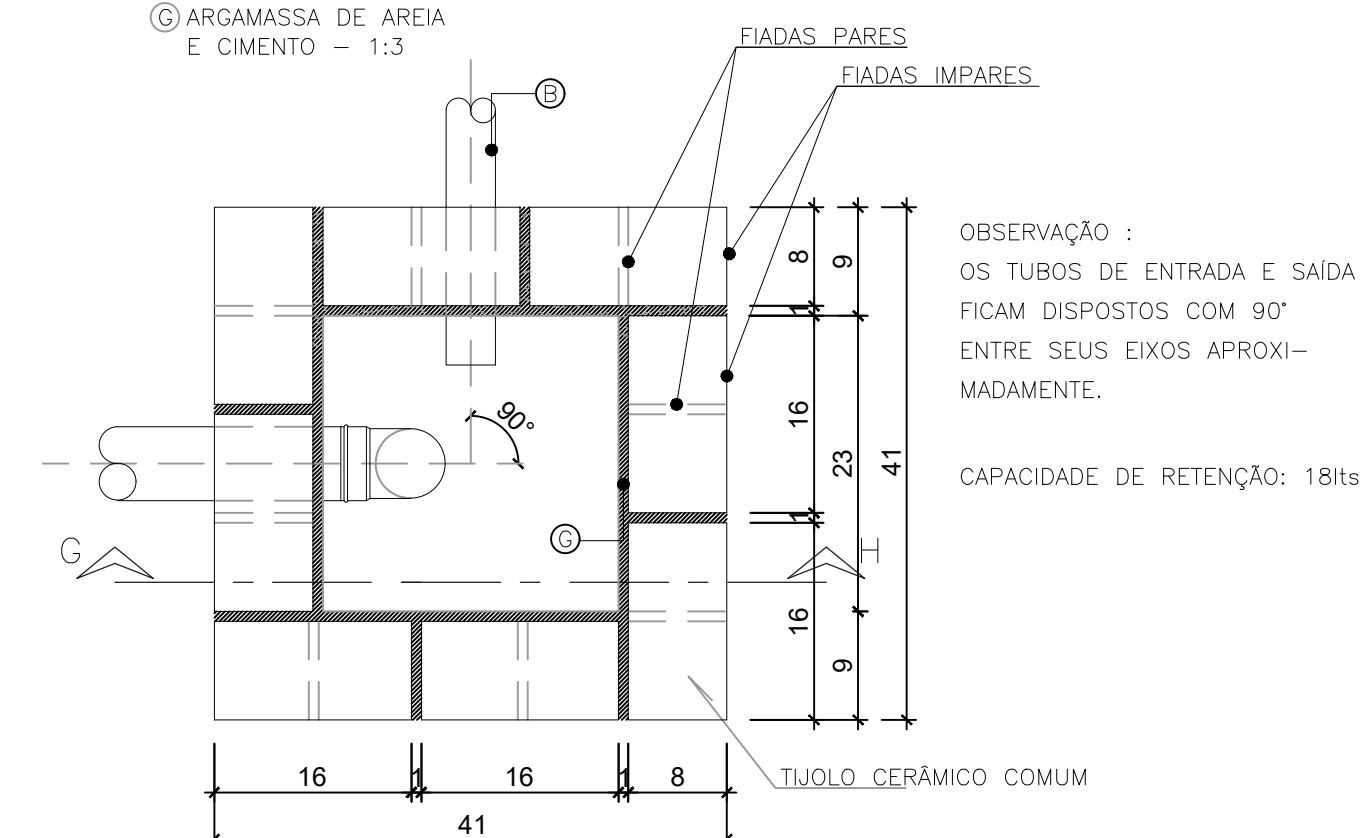 G ARGAMASSA DE AREIA
E CIMENTO – 1:3
FIADAS PARES
FIADAS IMPARES
B
OBSERVAÇÃO :
OS TUBOS DE ENTRADA E SAÍDA
FICAM DISPOSTOS COM 90°
ENTRE SEUS EIXOS APROXI–
MADAMENTE.
CAPACIDADE DE RETENÇÃO: 18lts
8
1
16
1
16
9
23
9
41
90°
G
G
H
TIJOLO CERÂMICO COMUM
16
1
16
1
8
41